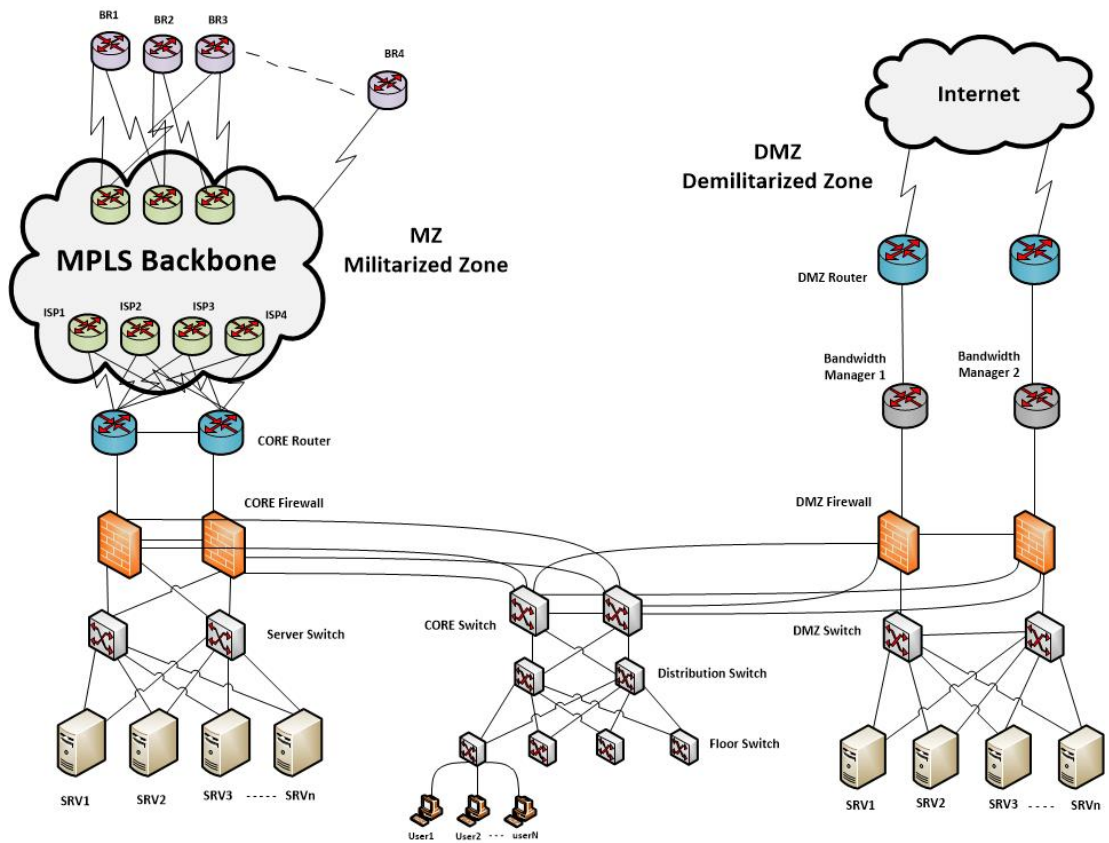 BR1
BR2
BR3
BR4
Internet
DMZ
Demilitarized Zone
MZ
Militarized Zone
MPLS Backbone
DMZ Router
ISP1
ISP2
ISP3
ISP4
Bandwidth
Manager 1
Bandwidth
Manager 2
CORE Router
CORE Firewall
DMZ Firewall
Server Switch
CORE Switch
DMZ Switch
Distribution Switch
Floor Switch
SRV1
SRV2
SRV3 ----- SRVn
SRV1
SRV2
SRV3 ---- SRVn
User1
User2 --- userN